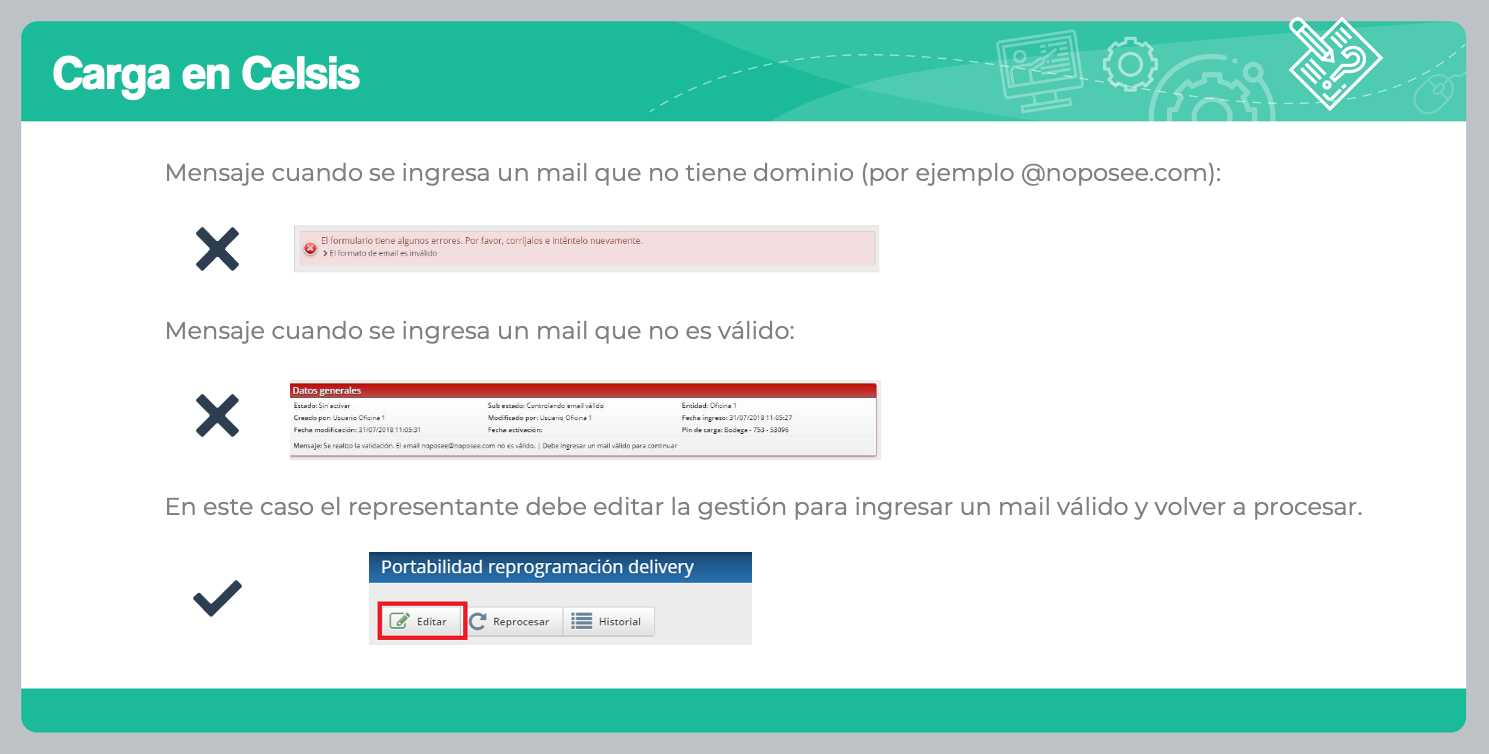 Carga en Celsis
Mensaje cuando se ingresa un mail que no tiene dominio (por ejemplo @noposee.com):
El formulario tiene algunos errores. Por favor, corríjalos e inténtelo nuevamente.
El formato de email es inválido
Mensaje cuando se ingresa un mail que no es válido:
Datos generales
Estado: Sin activar Sub estado: Controlando email válido Entidad: Oficina 1
Creado por: Usuario Oficina 1 Modificado por: Usuario Oficina 1 Fecha ingreso: 31/07/2018 11:05:27
Fecha modificación: 31/07/2018 11:05:31 Fecha activación: Pin de carga: Bodega - 753 - 53096
Mensaje: Se realizo la validación. El email noposee@noposee.com no es válido. | Debe ingresar un mail válido para continuar
En este caso el representante debe editar la gestión para ingresar un mail válido y volver a procesar.
Portabilidad reprogramación delivery
Editar Reprocesar Historial